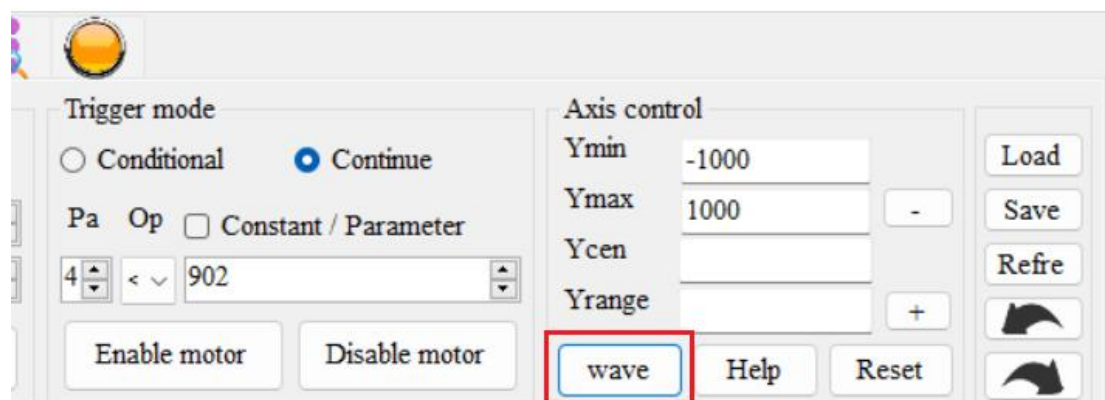 Trigger mode
Conditional
Continue
Pa Op Constant / Parameter
4 < 902
Enable motor
Disable motor
Axis control
Ymin -1000
Ymax 1000 -
Ycen
Yrange +
wave Help Reset
Load
Save
Refre